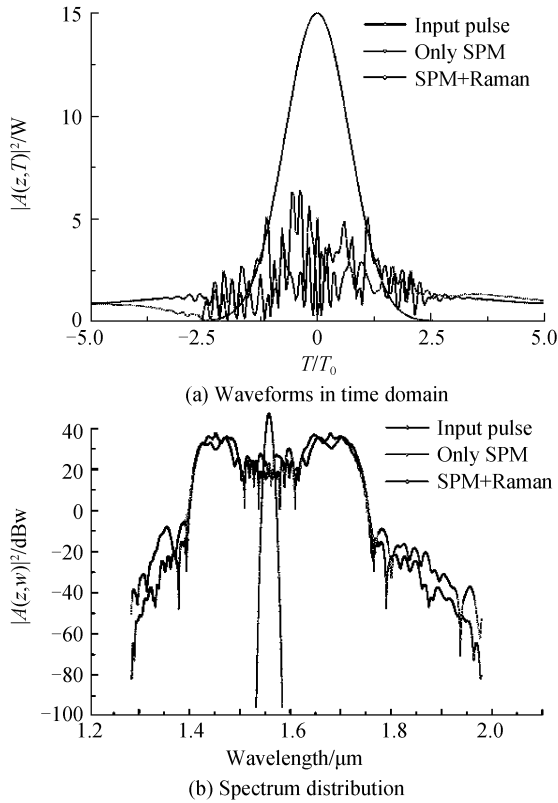 15
10
5
0
|A(z,T)|²/W
Input pulse
Only SPM
SPM+Raman
−5.0
−2.5
0
2.5
5.0
T/T₀
(a) Waveforms in time domain
40
20
0
−20
−40
−60
−80
−100
|A(z,w)|²/dBw
Input pulse
Only SPM
SPM+Raman
1.2
1.4
1.6
1.8
2.0
Wavelength/μm
(b) Spectrum distribution